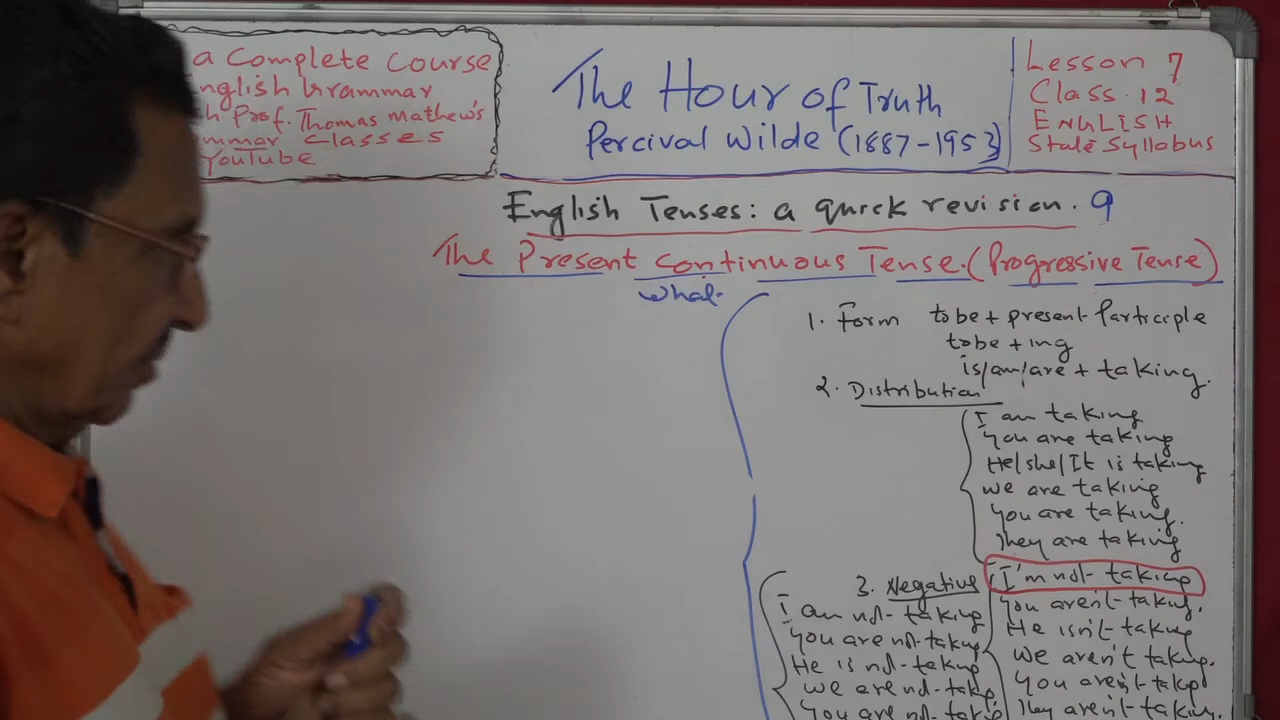 a Complete Course
English Grammar
h Prof. Thomas Mathew's
mmar Classes
YouTube
The Hour of Truth
Percival Wilde (1887-1953)
Lesson 7
Class. 12
ENGLISH
State Syllabus
English Tenses: a quick revision. 9
The Present Continuous Tense. (Progressive Tense)
what
1. Form to be + present Participle
to be + ing
is/am/are + taking.
2. Distribution
I am taking
You are taking
He/she/It is taking
We are taking
You are taking.
They are taking
3. Negative
I am not taking
You are not taking
He is not taking
We are not taking
You are not taking
I'm not taking
You aren't taking.
He isn't taking
We aren't taking.
You aren't taking
They aren't taking.